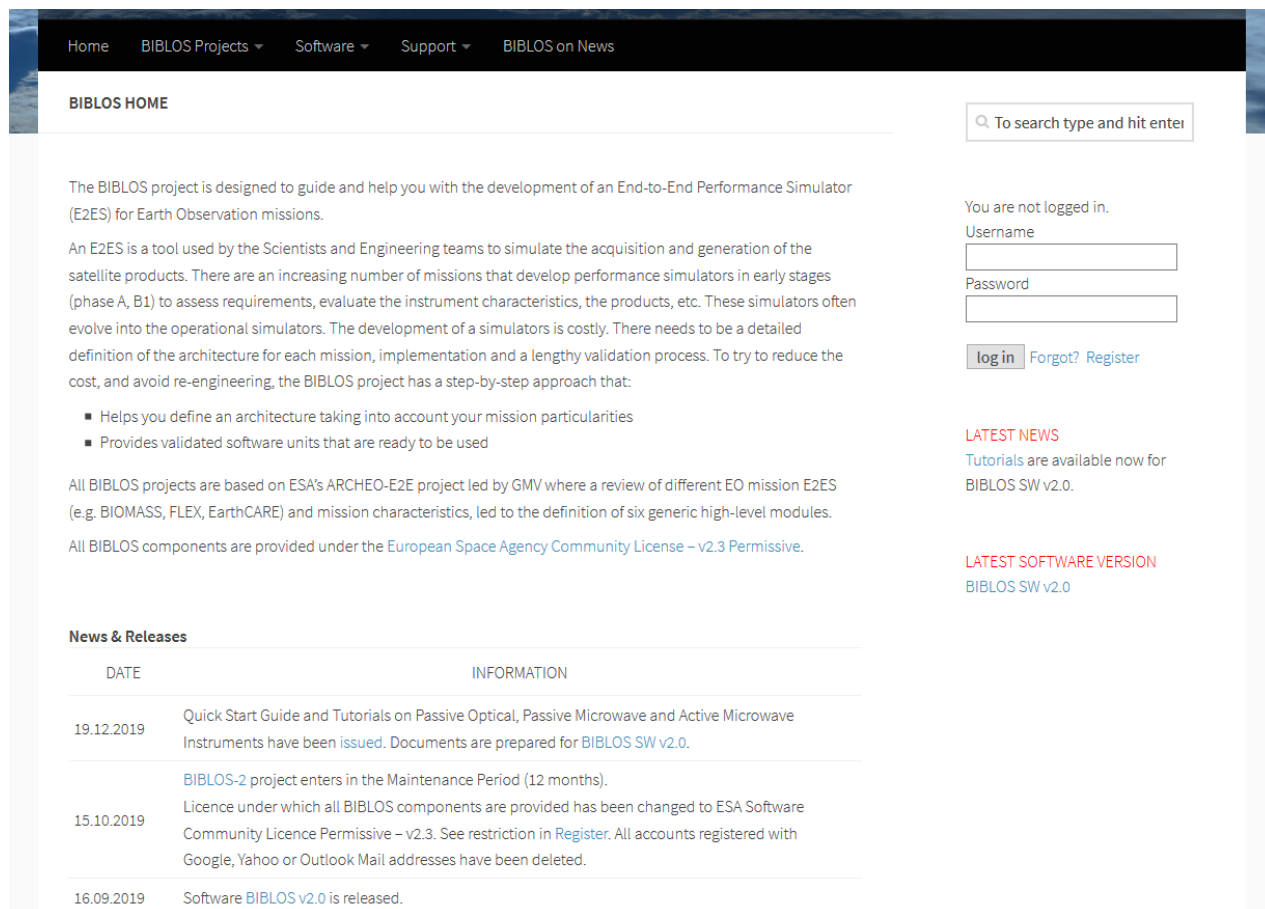 Home BIBLOS Projects Software Support BIBLOS on News
BIBLOS HOME
The BIBLOS project is designed to guide and help you with the development of an End-to-End Performance Simulator
(E2ES) for Earth Observation missions.
An E2ES is a tool used by the Scientists and Engineering teams to simulate the acquisition and generation of the
satellite products. There are an increasing number of missions that develop performance simulators in early stages
(phase A, B1) to assess requirements, evaluate the instrument characteristics, the products, etc. These simulators often
evolve into the operational simulators. The development of a simulators is costly. There needs to be a detailed
definition of the architecture for each mission, implementation and a lengthy validation process. To try to reduce the
cost, and avoid re-engineering, the BIBLOS project has a step-by-step approach that:
▪ Helps you define an architecture taking into account your mission particularities
▪ Provides validated software units that are ready to be used
All BIBLOS projects are based on ESA's ARCHEO-E2E project led by GMV where a review of different EO mission E2ES
(e.g. BIOMASS, FLEX, EarthCARE) and mission characteristics, led to the definition of six generic high-level modules.
All BIBLOS components are provided under the European Space Agency Community License – v2.3 Permissive.
News & Releases
DATE INFORMATION
19.12.2019 Quick Start Guide and Tutorials on Passive Optical, Passive Microwave and Active Microwave
Instruments have been issued. Documents are prepared for BIBLOS SW v2.0.
15.10.2019 BIBLOS-2 project enters in the Maintenance Period (12 months).
Licence under which all BIBLOS components are provided has been changed to ESA Software
Community Licence Permissive – v2.3. See restriction in Register. All accounts registered with
Google, Yahoo or Outlook Mail addresses have been deleted.
16.09.2019 Software BIBLOS v2.0 is released.
To search type and hit enter
You are not logged in.
Username
Password
log in Forgot? Register
LATEST NEWS
Tutorials are available now for
BIBLOS SW v2.0.
LATEST SOFTWARE VERSION
BIBLOS SW v2.0